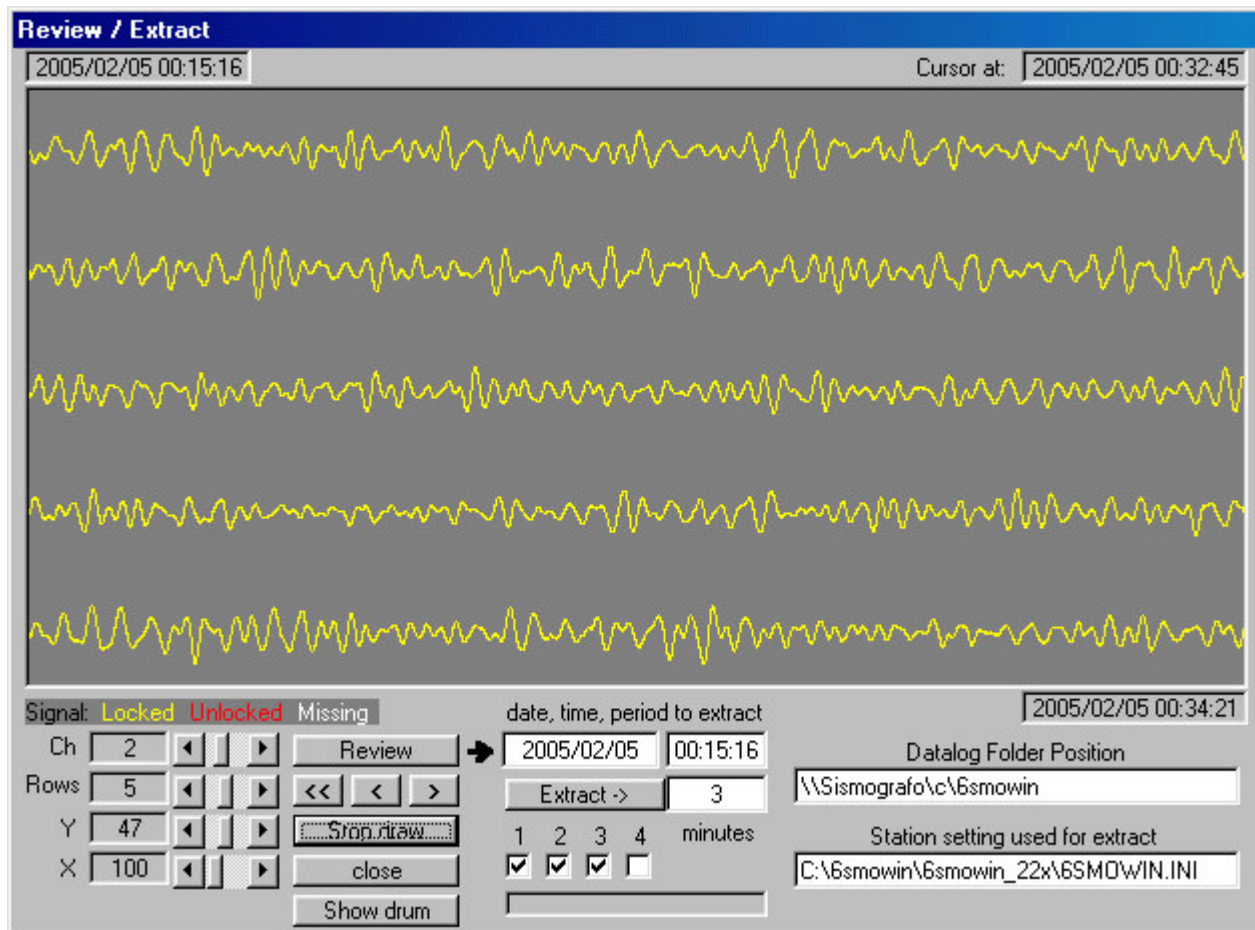 Review / Extract
2005/02/05 00:15:16 Cursor at: 2005/02/05 00:32:45
Signal: Locked Unlocked Missing
date, time, period to extract
2005/02/05 00:34:21
Ch 2
Review
2005/02/05 00:15:16
Datalog Folder Position
Rows 5
<< < >
Extract -> 3
\\Sismografo\c\6smowin
Y 47
Stop draw
1 2 3 4 minutes
Station setting used for extract
X 100
close
C:\6smowin\6smowin_22x\6SMOWIN.INI
Show drum